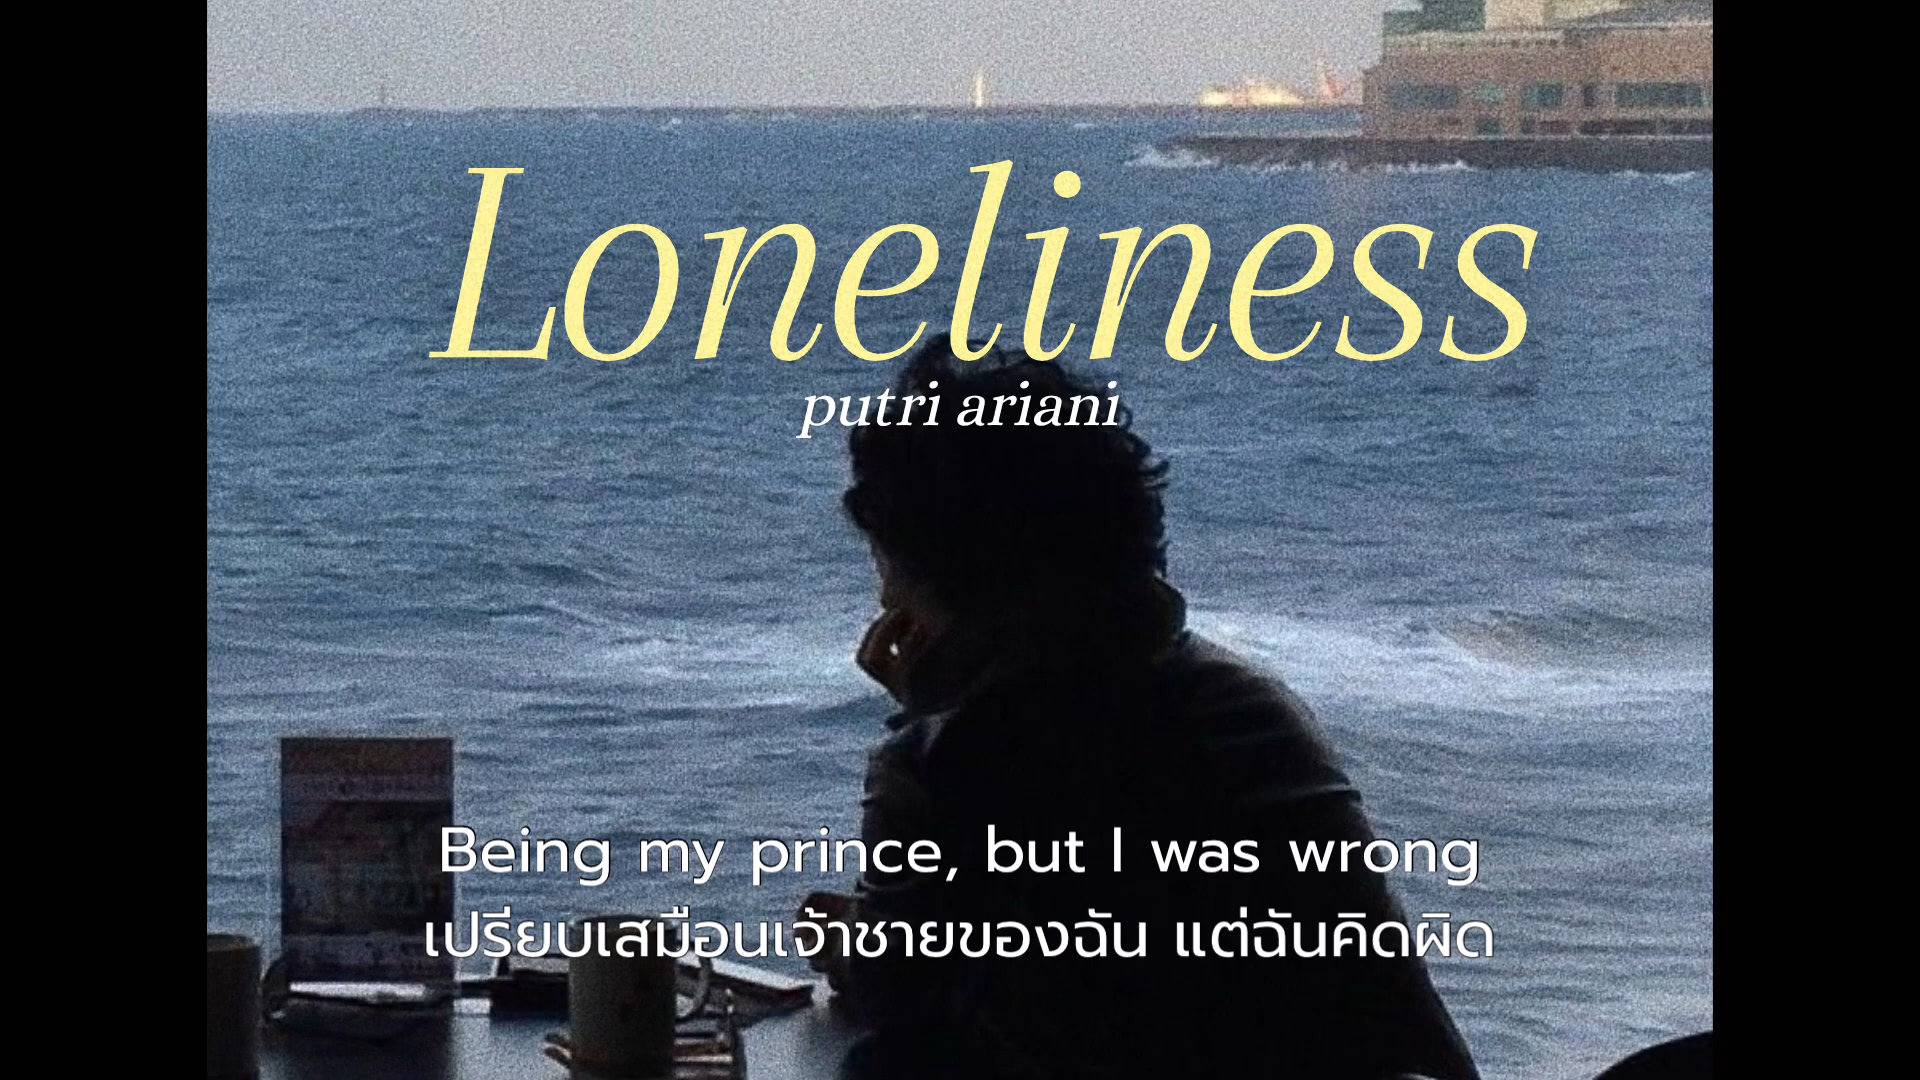 Loneliness
putri ariani
Being my prince, but I was wrong
เปรียบเสมือนเจ้าชายของฉัน แต่ฉันคิดผิด